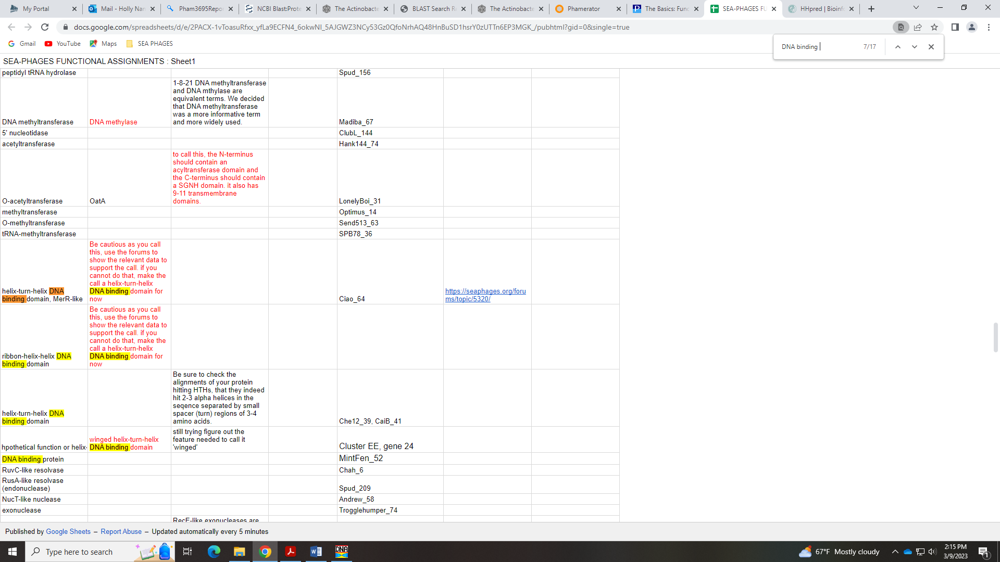 My Portal
Mail - Holly Nan
Pham3695Repor
NCBI Blast:Prote
The Actinobacte
BLAST Search Re
The Actinobacte
Phamerator
The Basics: Func
SEA-PHAGES FU
HHpred | Bioinfo
docs.google.com/spreadsheets/d/e/2PACX-1vToasuRfxx_yfLa9ECFN4_6okwNI_5AJGWZ3NCy53Gz0QfoNrhAQ48HnBuSD1hsrY0zUTTn6EP3MGK_/pubhtml?gid=0&single=true
Gmail
YouTube
Maps
SEA PHAGES
DNA binding
7/17
SEA-PHAGES FUNCTIONAL ASSIGNMENTS : Sheet1
peptidyl tRNA hydrolase
Spud_156
1-8-21 DNA methyltransferase
and DNA mthylase are
equivalent terms. We decided
that DNA methyltransferase
was a more informative term
and more widely used.
DNA methyltransferase
DNA methylase
Madiba_67
5' nucleotidase
ClubL_144
acetyltransferase
Hank144_74
to call this, the N-terminus
should contain an
acyltransferase domain and
the C-terminus should contain
a SGNH domain. it also has
9-11 transmembrane
domains.
O-acetyltransferase
OatA
LonelyBoi_31
methyltransferase
Optimus_14
O-methyltransferase
Send513_63
tRNA-methyltransferase
SPB78_36
Be cautious as you call
this, use the forums to
show the relevant data to
support the call. if you
cannot do that, make the
call a helix-turn-helix
DNA binding domain for
now
helix-turn-helix DNA
binding domain, MerR-like
Ciao_64
https://seaphages.org/foru
ms/topic/5320/
Be cautious as you call
this, use the forums to
show the relevant data to
support the call. if you
cannot do that, make the
call a helix-turn-helix
DNA binding domain for
now
ribbon-helix-helix DNA
binding domain
Be sure to check the
alignments of your protein
hitting HTHs, that they indeed
hit 2-3 alpha helices in the
seqence separated by small
spacer (turn) regions of 3-4
amino acids.
helix-turn-helix DNA
binding domain
Che12_39, CaiB_41
hpothetical function or helix-
winged helix-turn-helix
DNA binding domain
still trying figure out the
feature needed to call it
'winged'
Cluster EE, gene 24
DNA binding protein
MintFen_52
RuvC-like resolvase
Chah_6
RusA-like resolvase
(endonuclease)
Spud_209
NucT-like nuclease
Andrew_58
exonuclease
Trogglehumper_74
RecE-like exonucleases are
Published by Google Sheets – Report Abuse – Updated automatically every 5 minutes
Type here to search
DNA
67°F Mostly cloudy
2:15 PM
3/9/2023
1